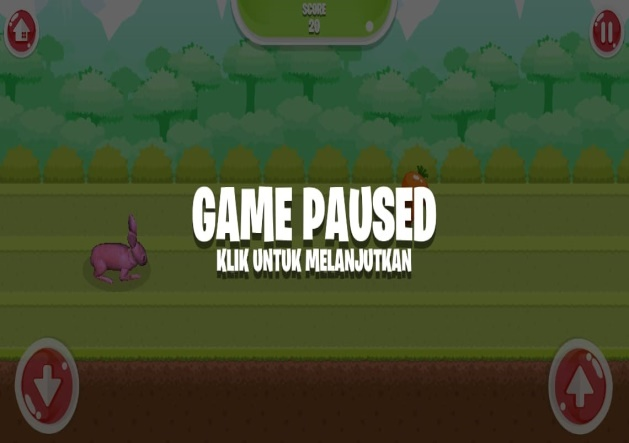 SCORE
20
GAME PAUSED
KLIK UNTUK MELANJUTKAN